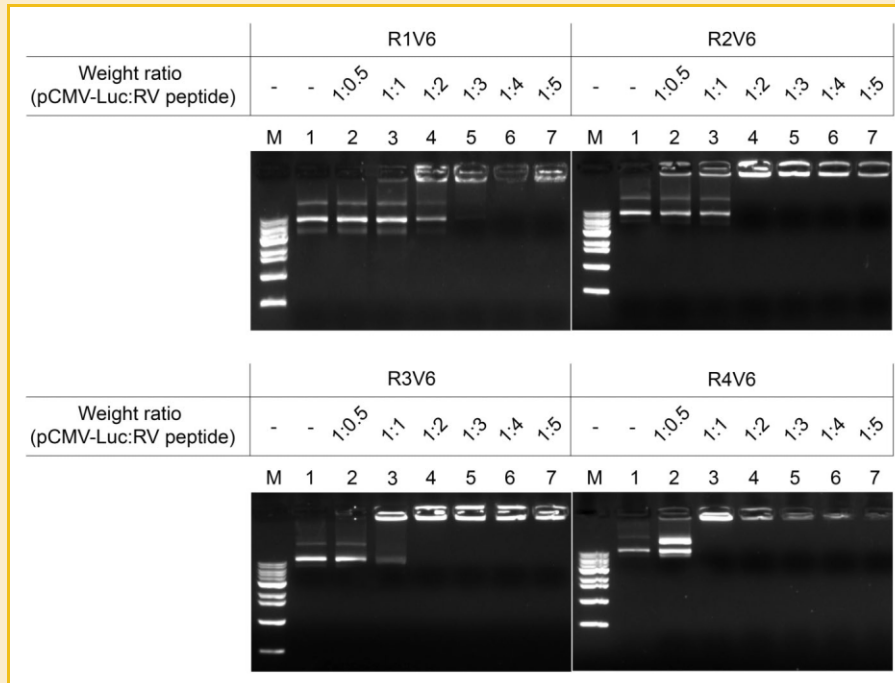 R1V6 R2V6
Weight ratio
(pCMV-Luc:RV peptide) - - 1:0.5 1:1 1:2 1:3 1:4 1:5 - - 1:0.5 1:1 1:2 1:3 1:4 1:5
M 1 2 3 4 5 6 7 M 1 2 3 4 5 6 7
R3V6 R4V6
Weight ratio
(pCMV-Luc:RV peptide) - - 1:0.5 1:1 1:2 1:3 1:4 1:5 - - 1:0.5 1:1 1:2 1:3 1:4 1:5
M 1 2 3 4 5 6 7 M 1 2 3 4 5 6 7